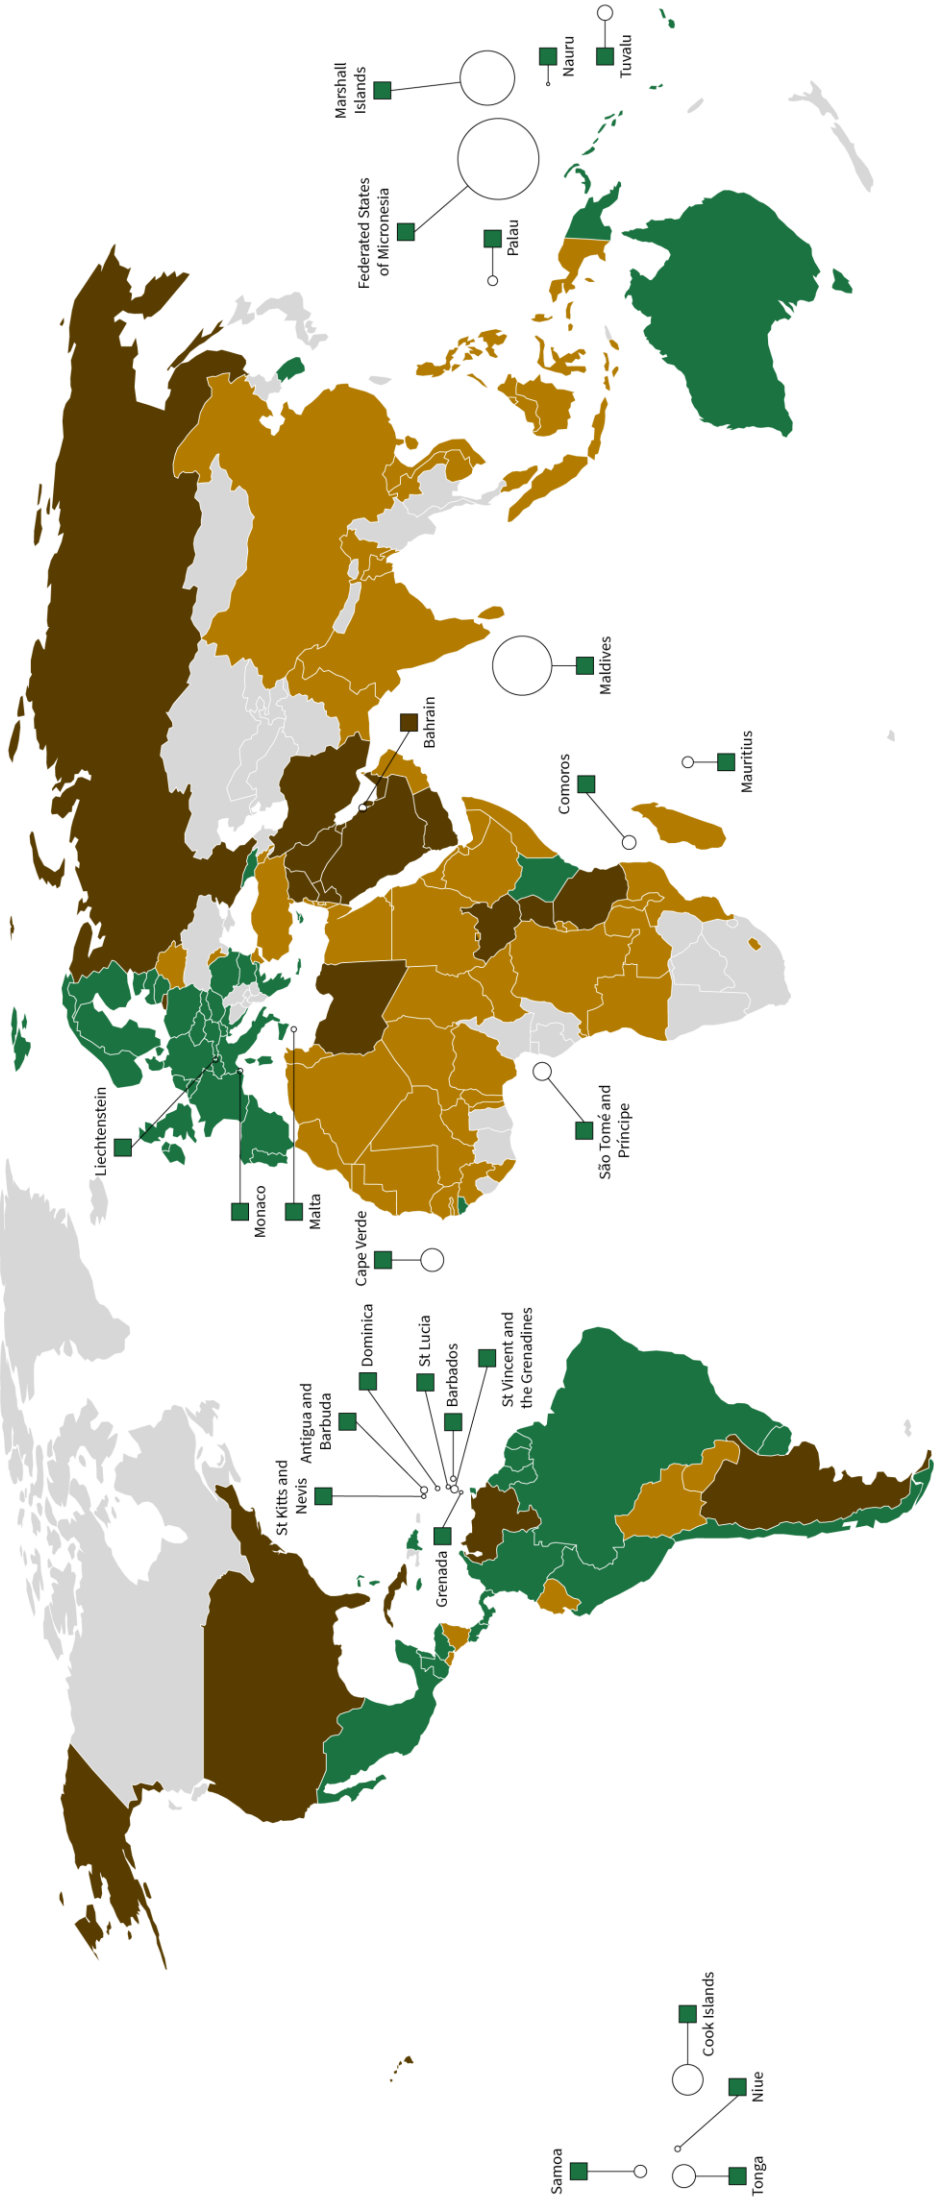 Marshall
Islands
Nauru
Tuvalu
Federated States
of Micronesia
Palau
Maldives
Bahrain
Comoros
Mauritius
Liechtenstein
Monaco
Malta
São Tomé and
Príncipe
Cape Verde
Dominica
St Lucia
Barbados
St Vincent and
the Grenadines
Antigua and
Barbuda
St Kitts and
Nevis
Grenada
Cook Islands
Niue
Samoa
Tonga